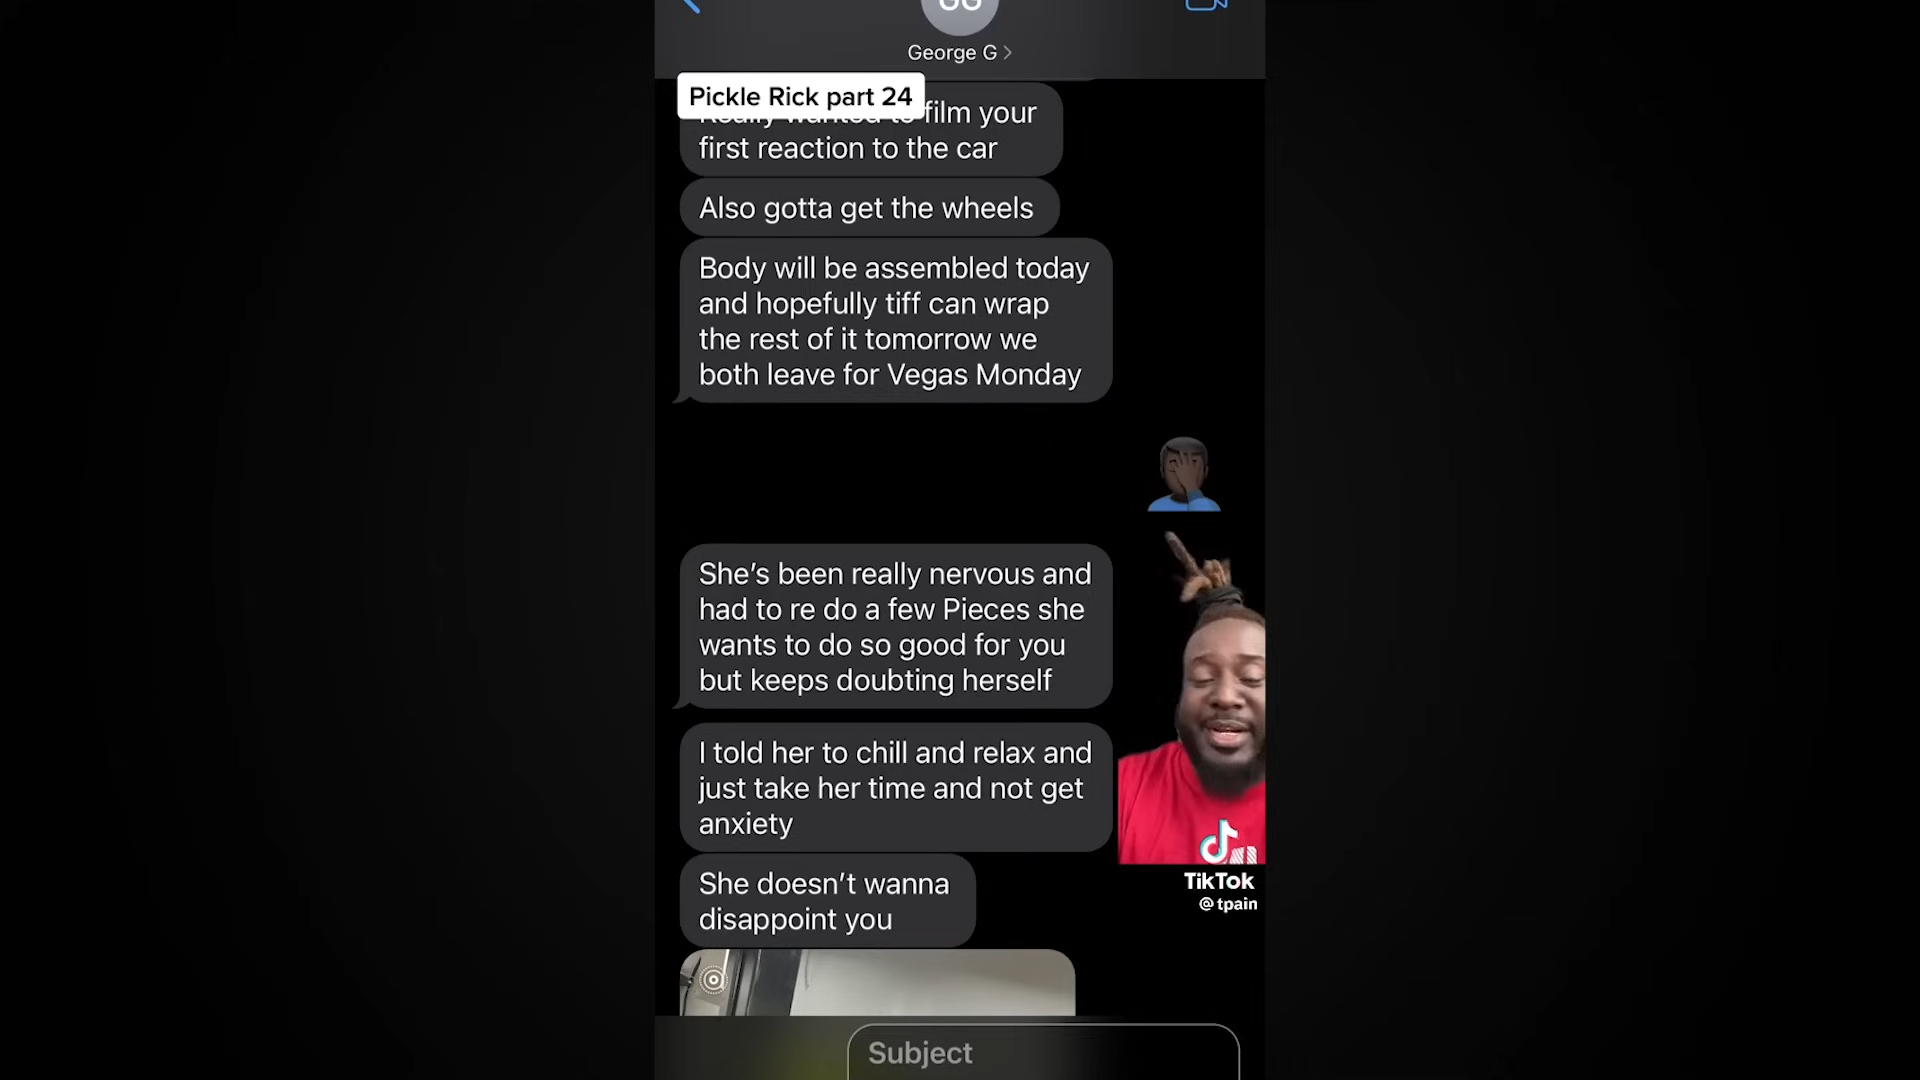 GG
George G
Pickle Rick part 24
Really wanted to film your
first reaction to the car
Also gotta get the wheels
Body will be assembled today
and hopefully tiff can wrap
the rest of it tomorrow we
both leave for Vegas Monday
She's been really nervous and
had to re do a few Pieces she
wants to do so good for you
but keeps doubting herself
I told her to chill and relax and
just take her time and not get
anxiety
She doesn't wanna
disappoint you
TikTok
@tpain
Subject